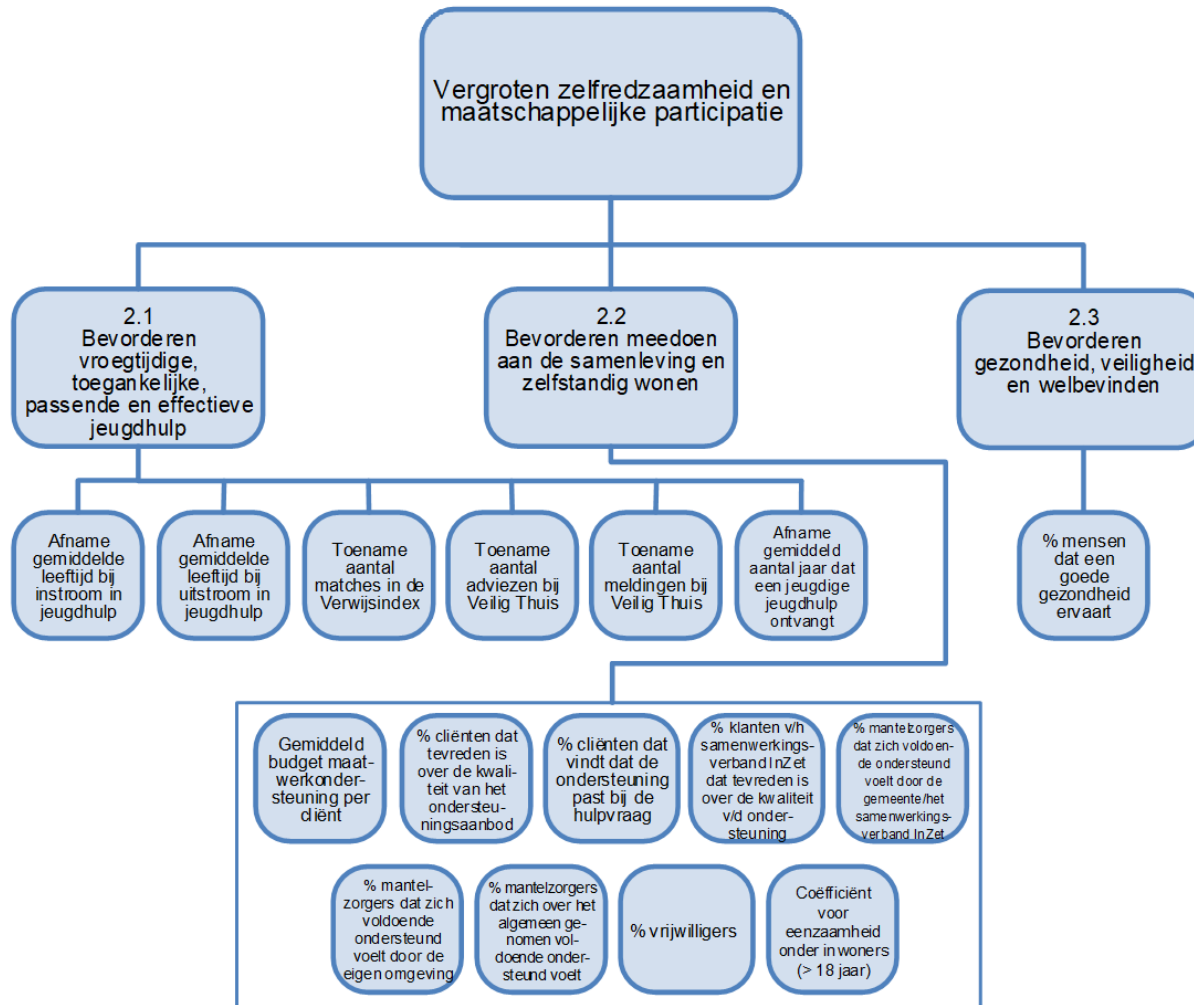 Vergroten zelfredzaamheid en
maatschappelijke participatie
2.1
Bevorderen
vroegtijdige,
toegankelijke,
passende en effectieve
jeugdhulp
2.2
Bevorderen meedoen
aan de samenleving en
zelfstandig wonen
2.3
Bevorderen
gezondheid, veiligheid
en welbevinden
Afname
gemiddelde
leeftijd bij
instroom in
jeugdhulp
Afname
gemiddelde
leeftijd bij
uitstroom in
jeugdhulp
Toename
aantal
matches in de
Verwijsindex
Toename
aantal
adviezen bij
Veilig Thuis
Toename
aantal
meldingen bij
Veilig Thuis
Afname
gemiddeld
aantal jaar dat
een jeugdige
jeugdhulp
ontvangt
% mensen
dat een
goede
gezondheid
ervaart
Gemiddeld
budget maat-
werkonder-
steuning per
cliënt
% cliënten dat
tevreden is
over de kwali-
teit van het
ondersteu-
ningsaanbod
% cliënten dat
vindt dat de
ondersteuning
past bij de
hulpvraag
% klanten v/h
samenwerkings-
verband InZet
dat tevreden is
over de kwaliteit
v/d onder-
steuning
% mantelzorgers
dat zich voldoen-
de ondersteund
voelt door de
gemeente/het
samenwerkings-
verband InZet
% mantel-
zorgers dat zich
voldoende
ondersteund
voelt door de
eigen omgeving
% mantelzorgers
dat zich over het
algemeen ge-
nomen vol-
doende onder-
steund voelt
% vrijwilligers
Coëfficiënt
voor
eenzaamheid
onder inwoners
(> 18 jaar)